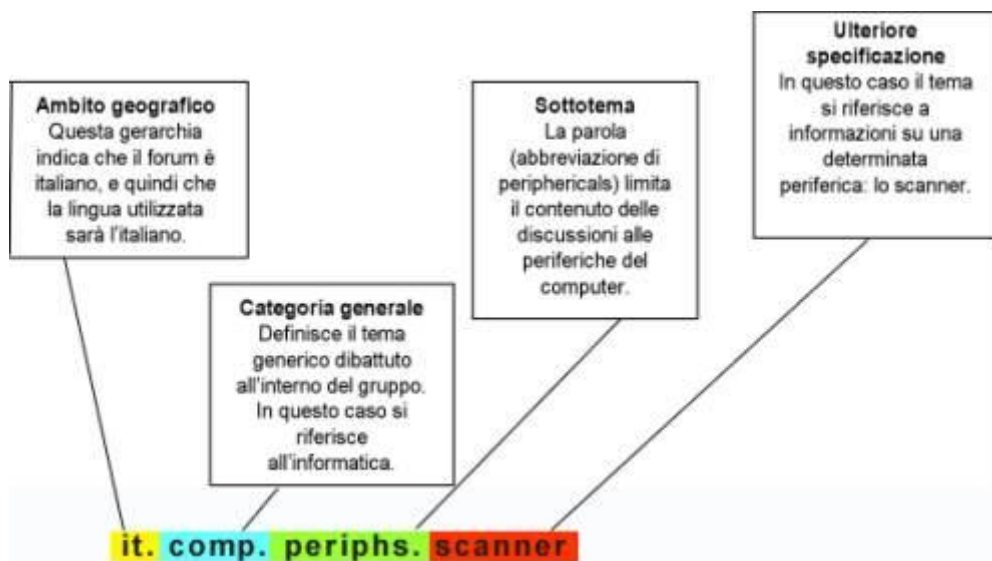 Ambito geografico
Questa gerarchia
indica che il forum è
italiano, e quindi che
la lingua utilizzata
sarà l'italiano.
Categoria generale
Definisce il tema
generico dibattuto
all'interno del gruppo.
In questo caso si
riferisce
all'informatica.
Sottotema
La parola
(abbreviazione di
periphericals) limita
il contenuto delle
discussioni alle
periferiche del
computer.
Ulteriore
specificazione
In questo caso il tema
si riferisce a
informazioni su una
determinata
periferica: lo scanner.
it. comp. periphs. scanner